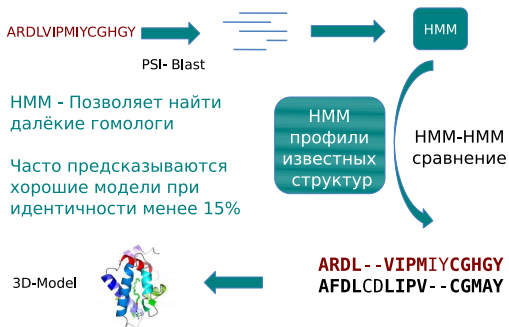 ARDLVIPMIYCGHGY
PSI- Blast
HMM
HMM - Позволяет найти
далёкие гомологи
Часто предсказываются
хорошие модели при
идентичности менее 15%
HMM
профили
известных
структур
HMM-HMM
сравнение
3D-Model
ARDL--VIPMIYCGHGY
AFDLCDLIPV--CGMAY